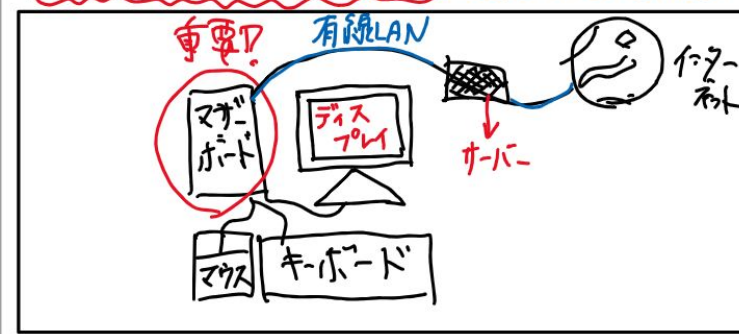 重要!?
有線LAN
マザー
ボード
ディス
プレイ
サーバー
インター
ネット
マウス
キーボード